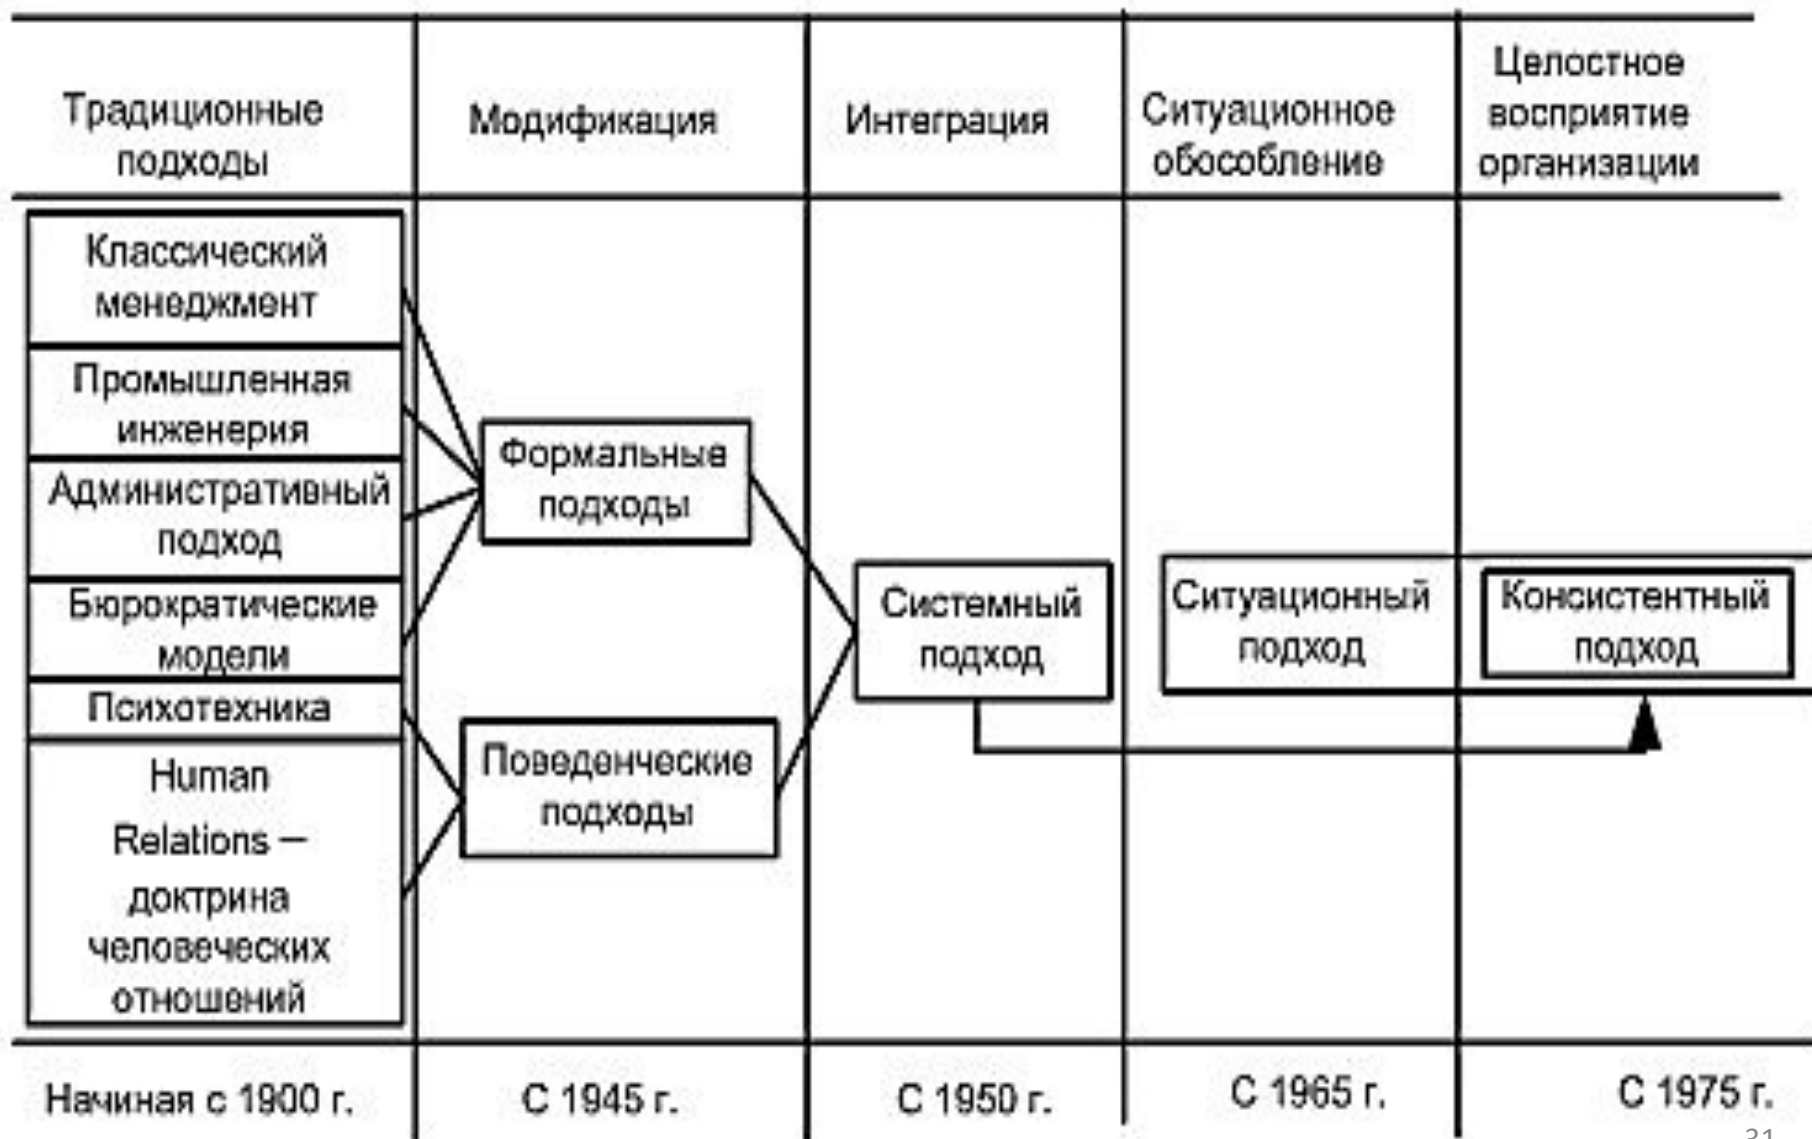 Традиционные
подходы
Модификация
Интеграция
Ситуационное
обособление
Целостное
восприятие
организации
Классический
менеджмент
Промышленная
инженерия
Административный
подход
Бюрократические
модели
Психотехника
Human
Relations —
доктрина
человеческих
отношений
Формальные
подходы
Поведенческие
подходы
Системный
подход
Ситуационный
подход
Консистентный
подход
Начиная с 1900 г.
С 1945 г.
С 1950 г.
С 1965 г.
С 1975 г.
31